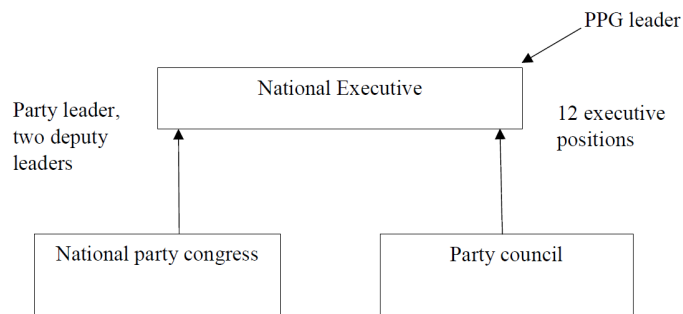 PPG leader
National Executive
Party leader,
two deputy
leaders
12 executive
positions
National party congress
Party council